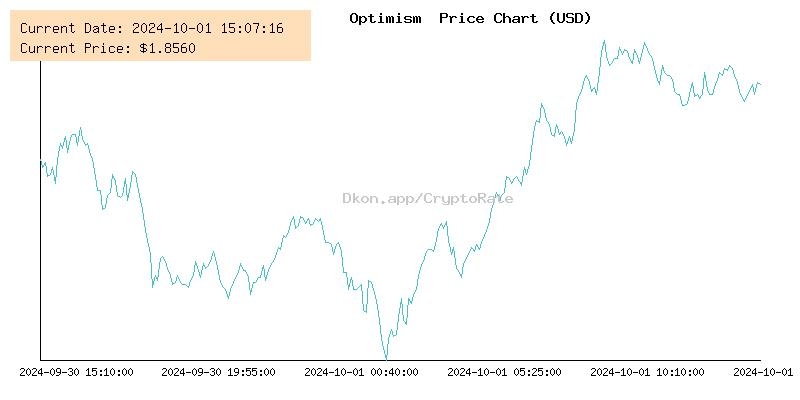 Optimism  Price Chart (USD)
Current Date: 2024-10-01 15:07:16
Current Price: $1.8560
Dkon.app/CryptoRate
2024-09-30 15:10:00 2024-09-30 19:55:00 2024-10-01 00:40:00 2024-10-01 05:25:00 2024-10-01 10:10:00 2024-10-01